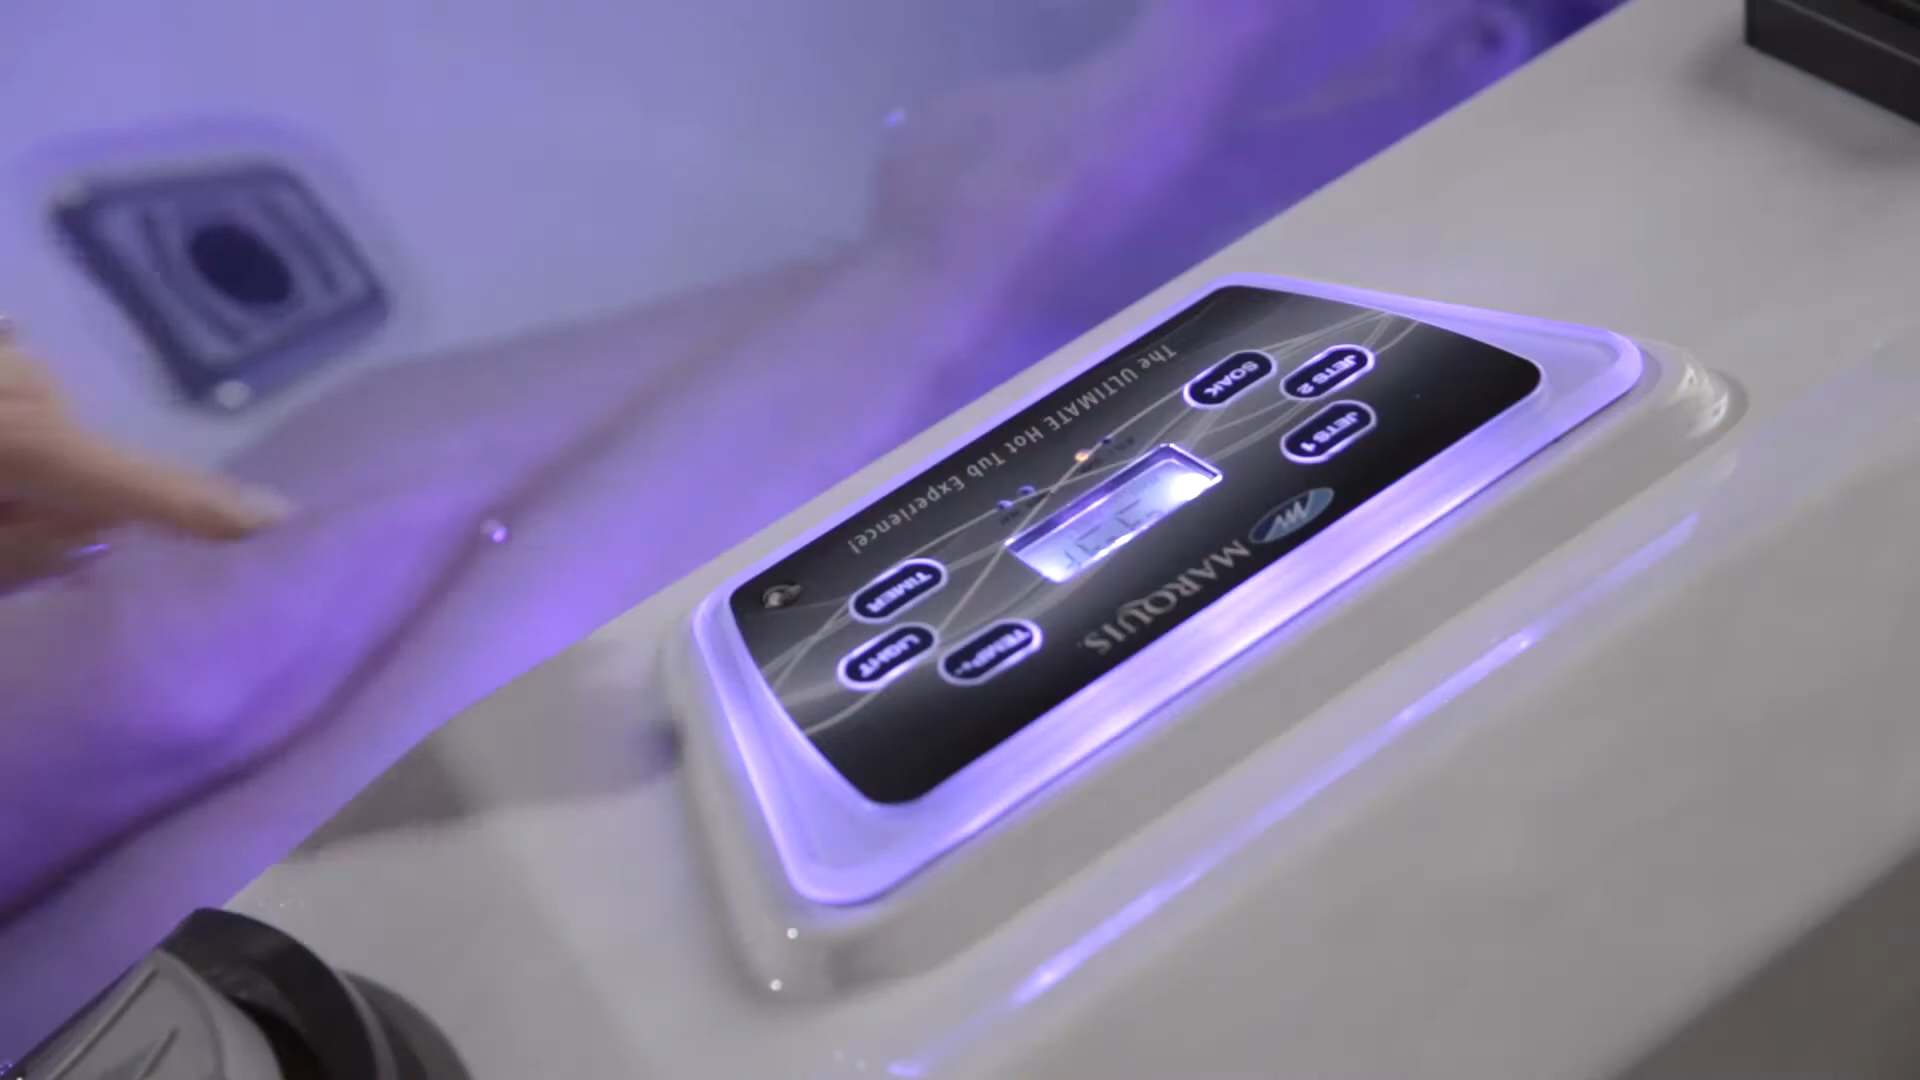 MARQUIS.
JETS 1
JETS 2
SOAK
TEMP
LIGHT
TIMER
The ULTIMATE Hot Tub Experience!